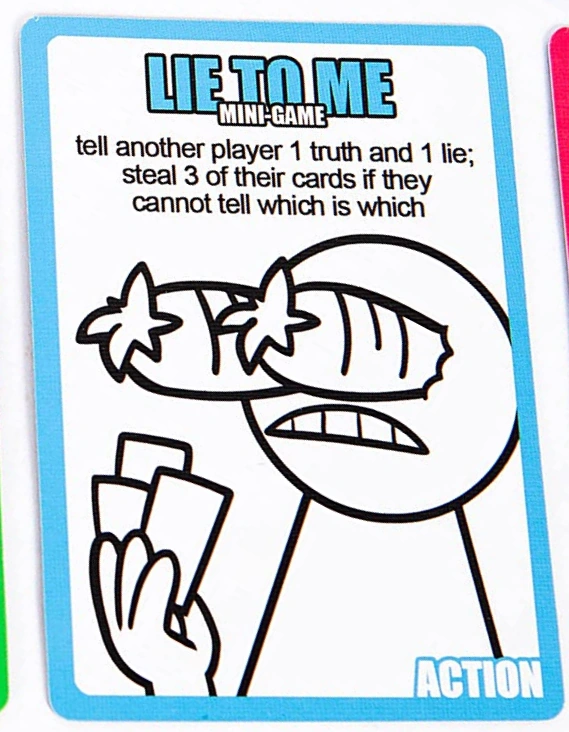 LIE TO ME
MINI-GAME
tell another player 1 truth and 1 lie;
steal 3 of their cards if they
cannot tell which is which
ACTION